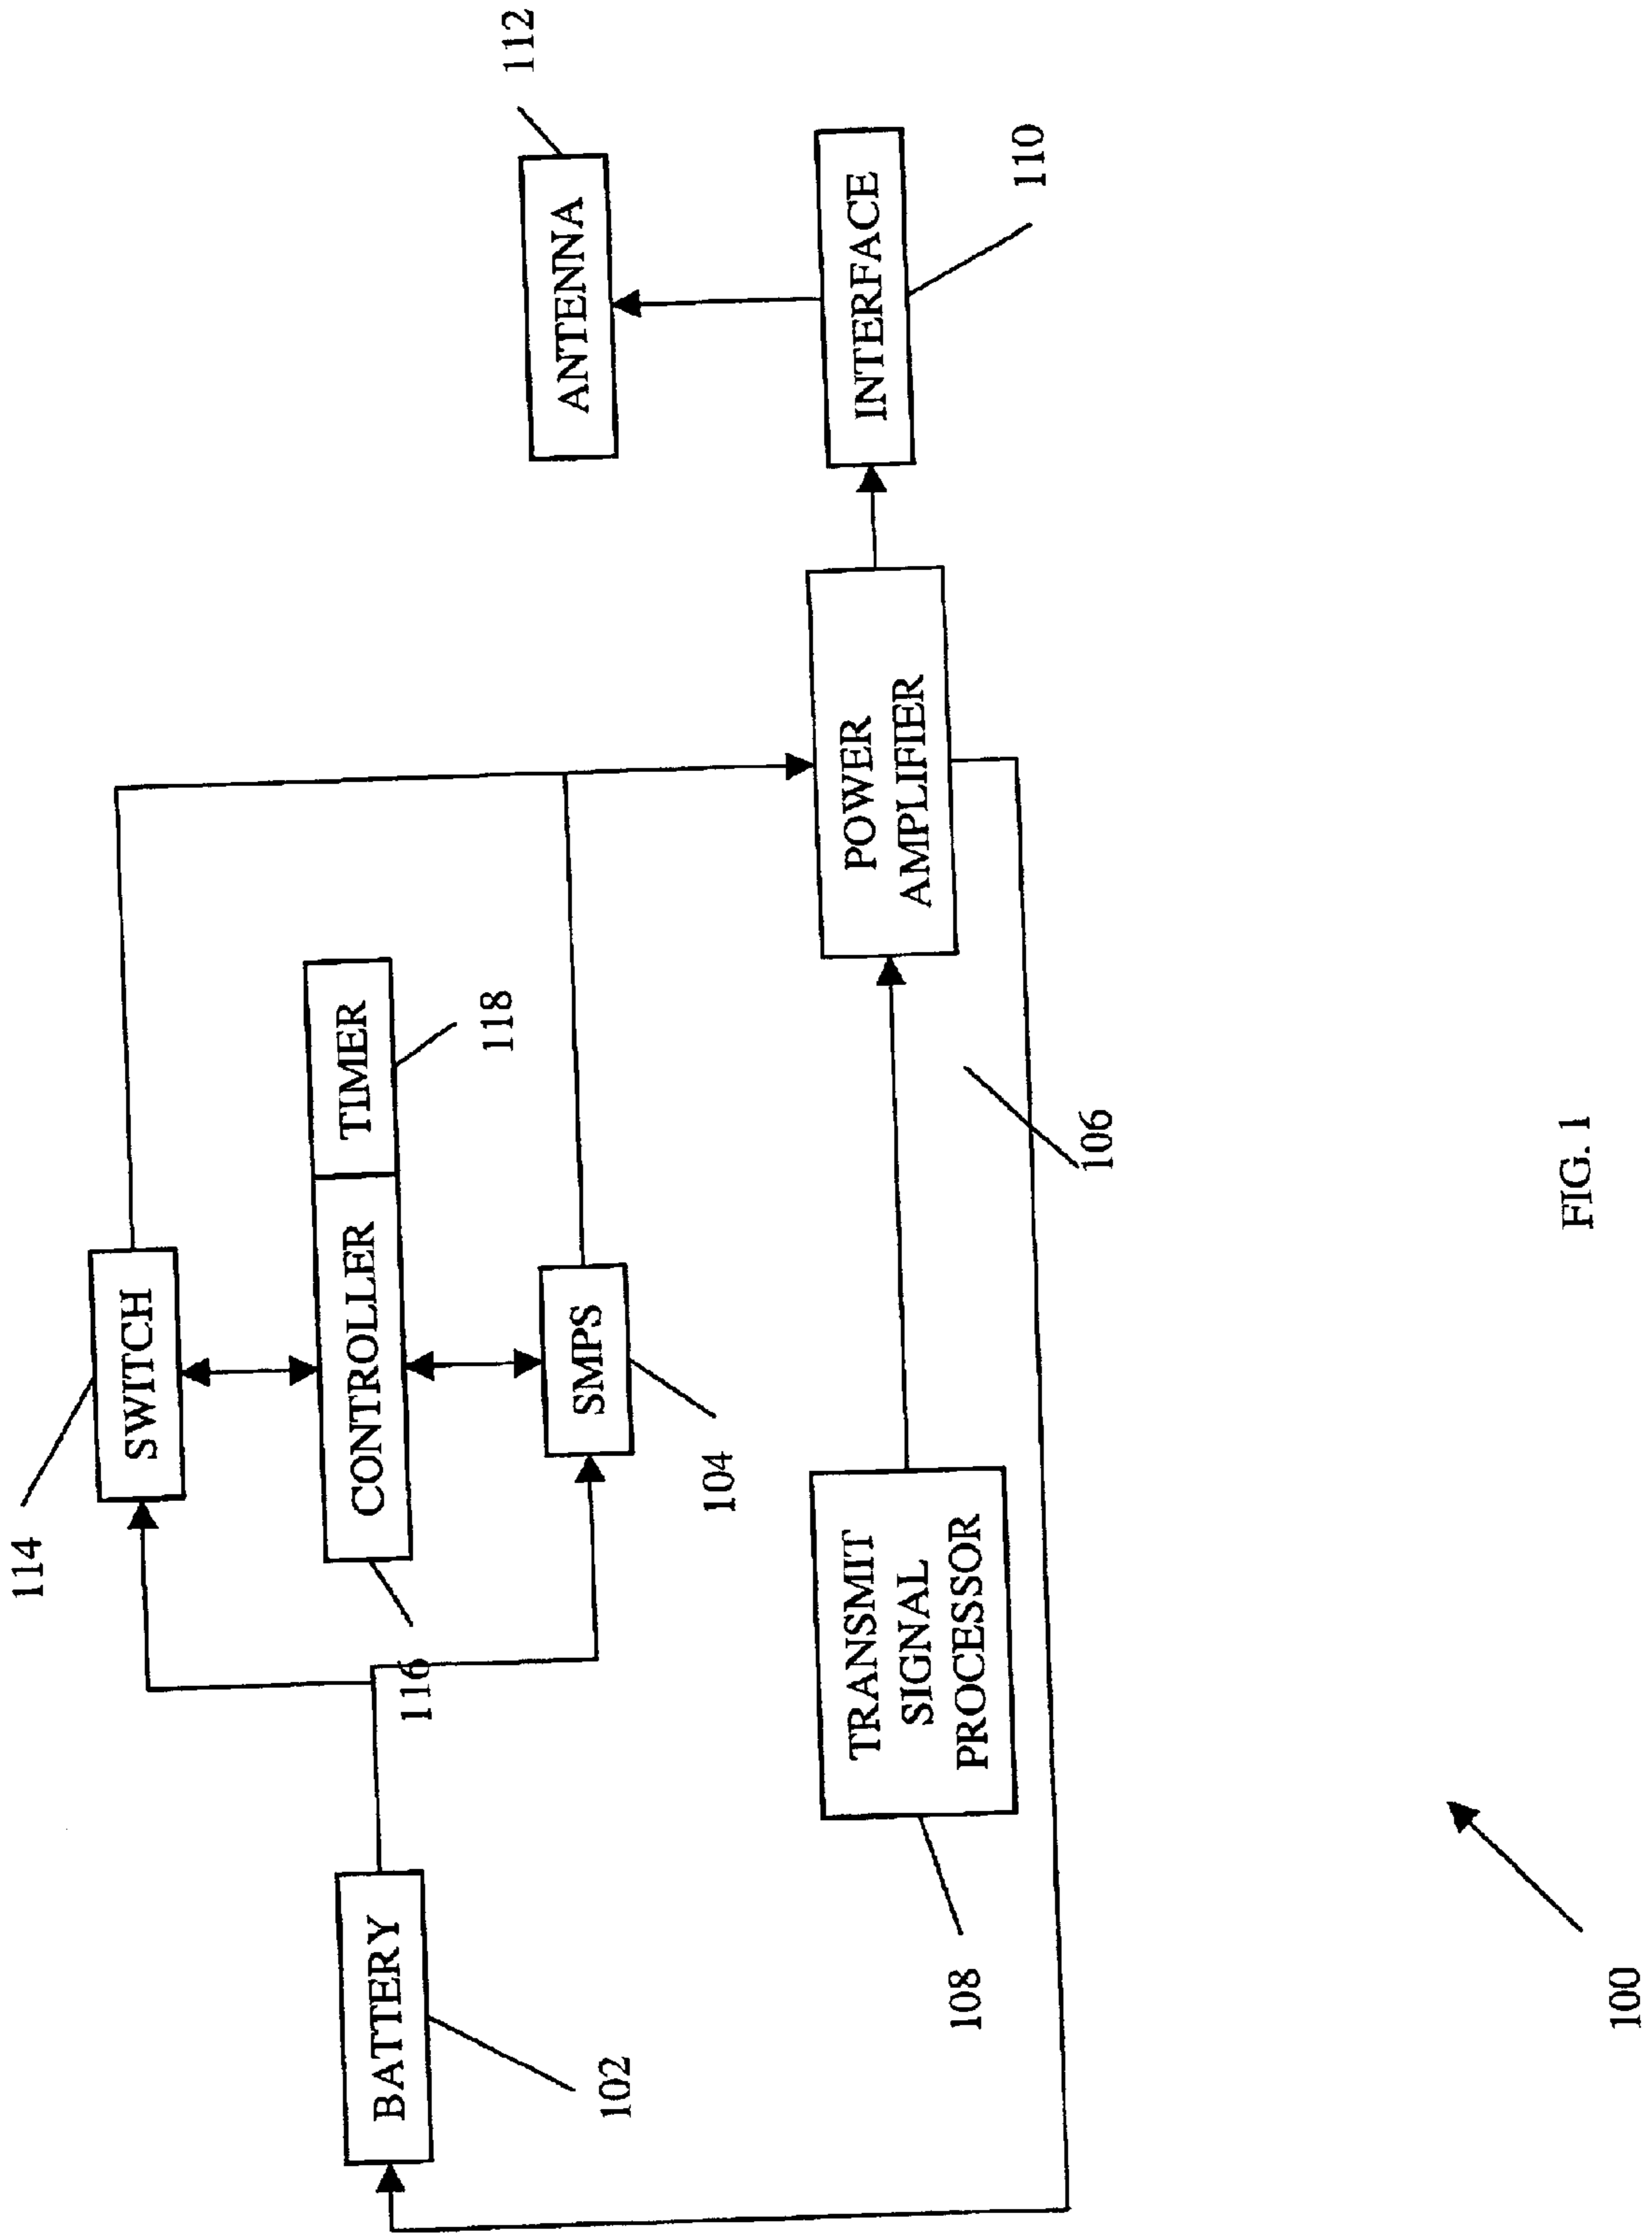 114
SWITCH
CONTROLLER
TIMER
118
116
SMPS
104
BATTERY
102
ANTENNA
112
POWER
AMPLIFIER
106
INTERFACE
110
TRANSMIT
SIGNAL
PROCESSOR
108
100
FIG. 1